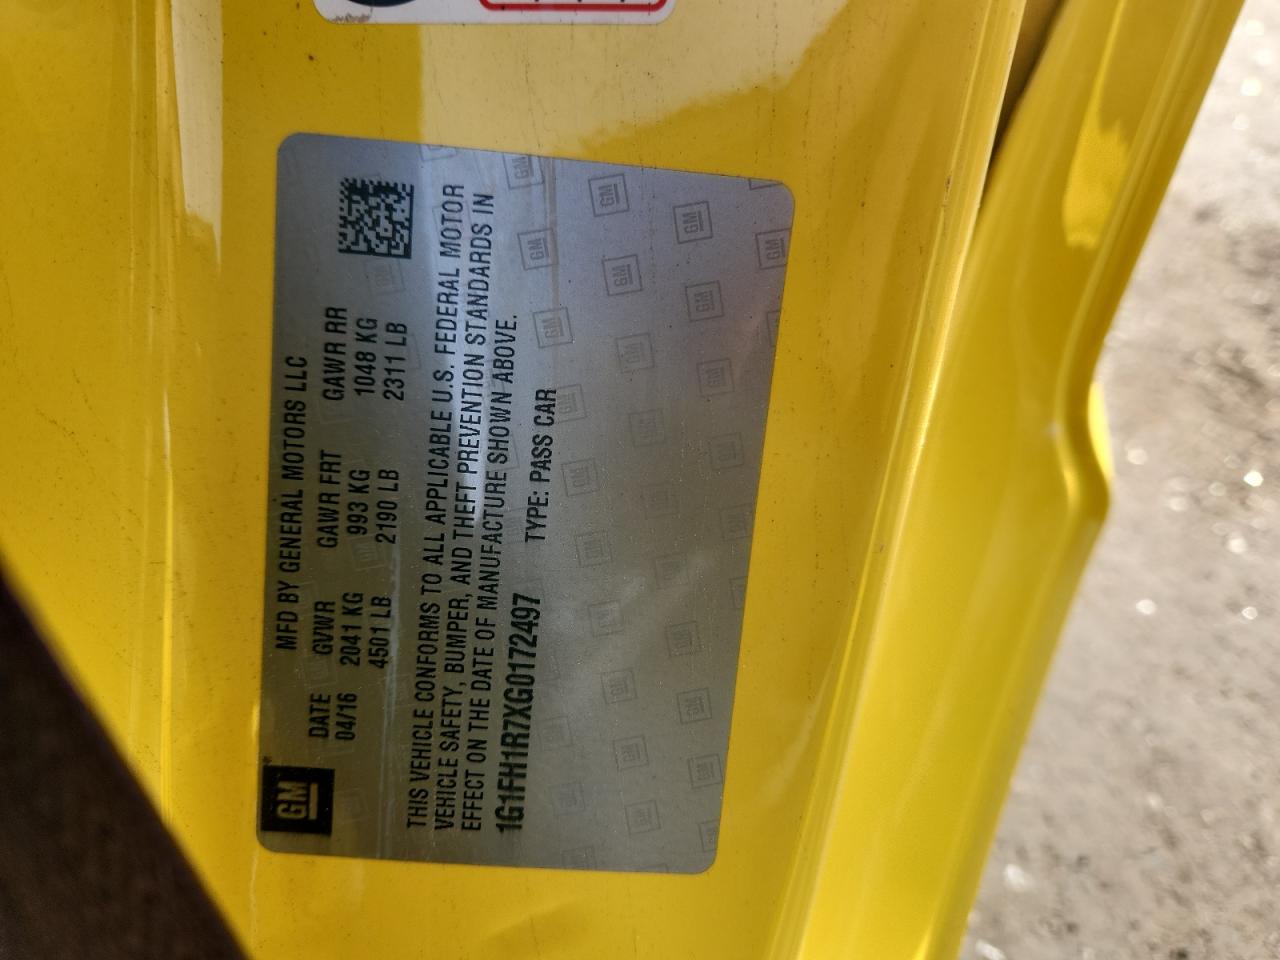 GM
MFD BY GENERAL MOTORS LLC
DATE GVWR GAWR FRT GAWR RR
04/16 2041 KG 993 KG 1048 KG
4501 LB 2190 LB 2311 LB
THIS VEHICLE CONFORMS TO ALL APPLICABLE U.S. FEDERAL MOTOR
VEHICLE SAFETY, BUMPER, AND THEFT PREVENTION STANDARDS IN
EFFECT ON THE DATE OF MANUFACTURE SHOWN ABOVE.
1G1FH1R7XG0172497 TYPE: PASS CAR